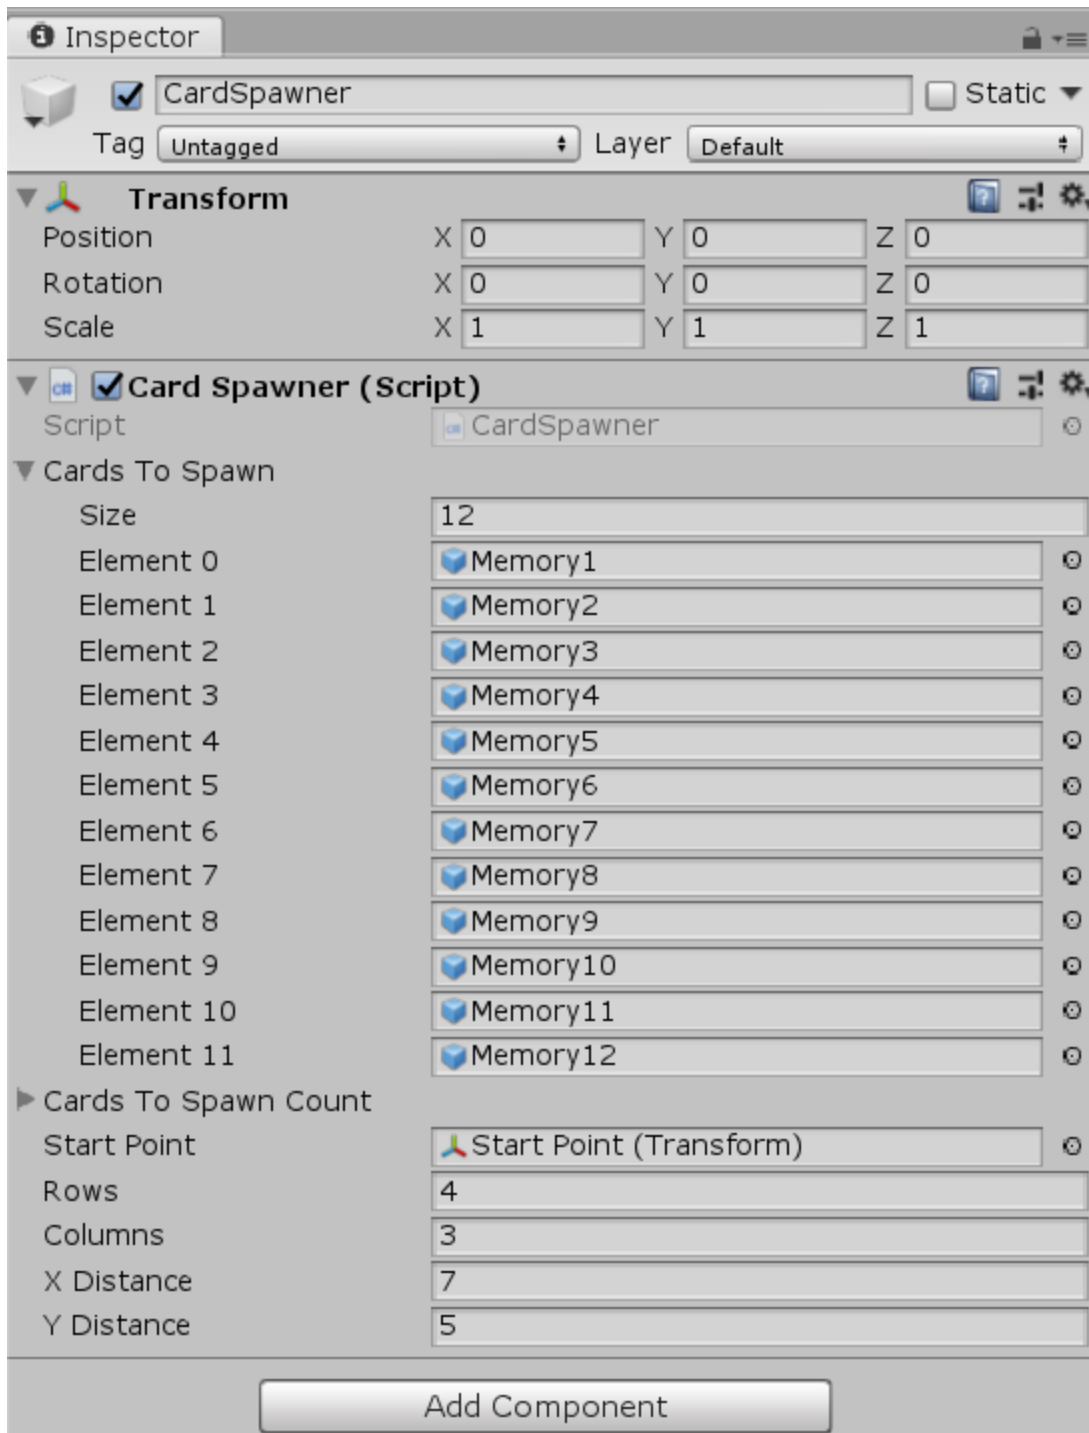 Inspector
CardSpawner Static
Tag Untagged Layer Default
Transform
Position X 0 Y 0 Z 0
Rotation X 0 Y 0 Z 0
Scale X 1 Y 1 Z 1
c# Card Spawner (Script)
Script CardSpawner
Cards To Spawn
Size 12
Element 0 Memory1
Element 1 Memory2
Element 2 Memory3
Element 3 Memory4
Element 4 Memory5
Element 5 Memory6
Element 6 Memory7
Element 7 Memory8
Element 8 Memory9
Element 9 Memory10
Element 10 Memory11
Element 11 Memory12
Cards To Spawn Count
Start Point Start Point (Transform)
Rows 4
Columns 3
X Distance 7
Y Distance 5
Add Component